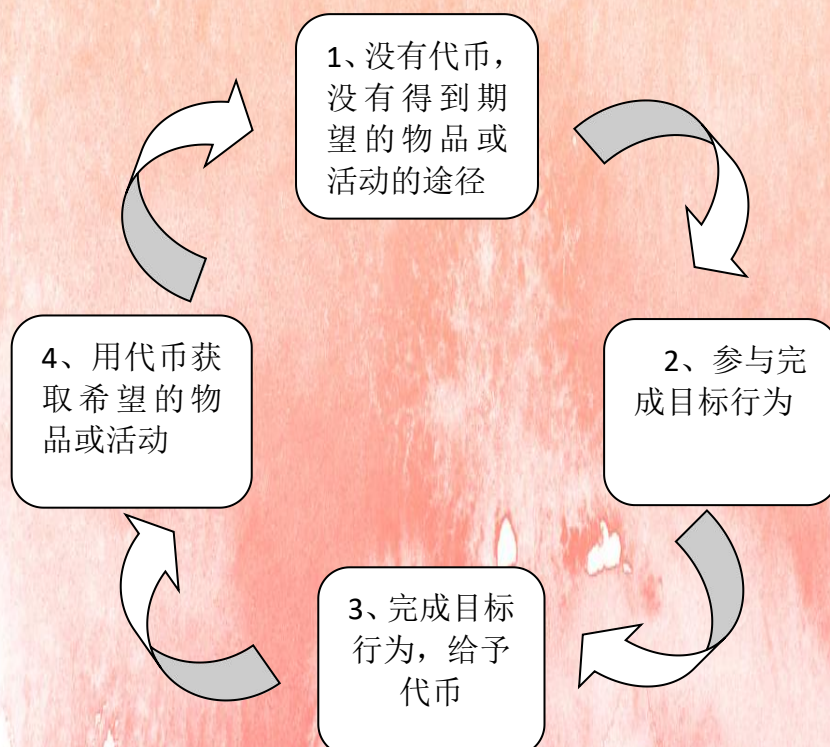 1、没有代币，
没有得到期
望的物品或
活动的途径
2、参与完
成目标行为
3、完成目标
行为，给予
代币
4、用代币获
取希望的物
品或活动